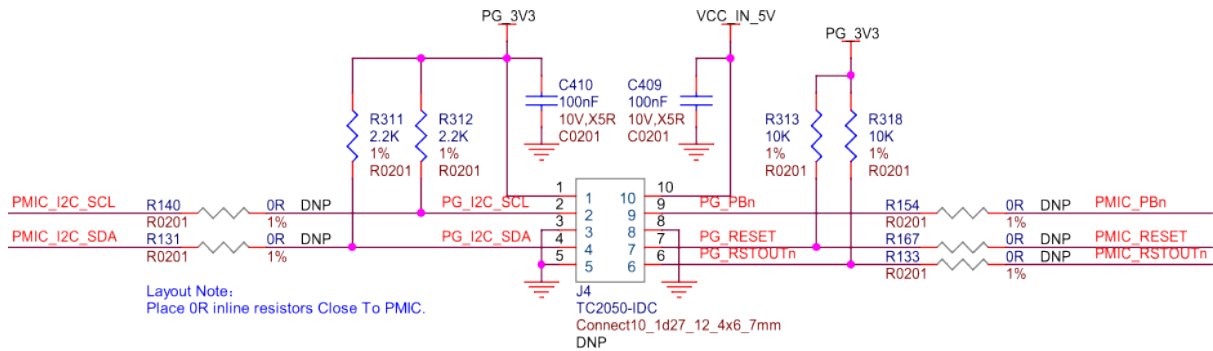 PG_3V3
VCC_IN_5V
PG_3V3
C410
100nF
10V,X5R
C0201
C409
100nF
10V,X5R
C0201
R311
2.2K
1%
R0201
R312
2.2K
1%
R0201
R313
10K
1%
R0201
R318
10K
1%
R0201
PMIC_I2C_SCL
R140
R0201
0R
1%
DNP
PG_I2C_SCL
PMIC_I2C_SDA
R131
R0201
0R
1%
DNP
PG_I2C_SDA
1
2
3
4
5
1
2
3
4
5
10
9
8
7
6
10
9
8
7
6
PG_PBn
PG_RESET
PG_RSTOUTn
R154
0R
1%
DNP
PMIC_PBn
R0201
R167
0R
DNP
PMIC_RESET
R133
0R
1%
DNP
PMIC_RSTOUTn
R0201
J4
TC2050-IDC
Connect10_1d27_12_4x6_7mm
DNP
Layout Note:
Place 0R inline resistors Close To PMIC.